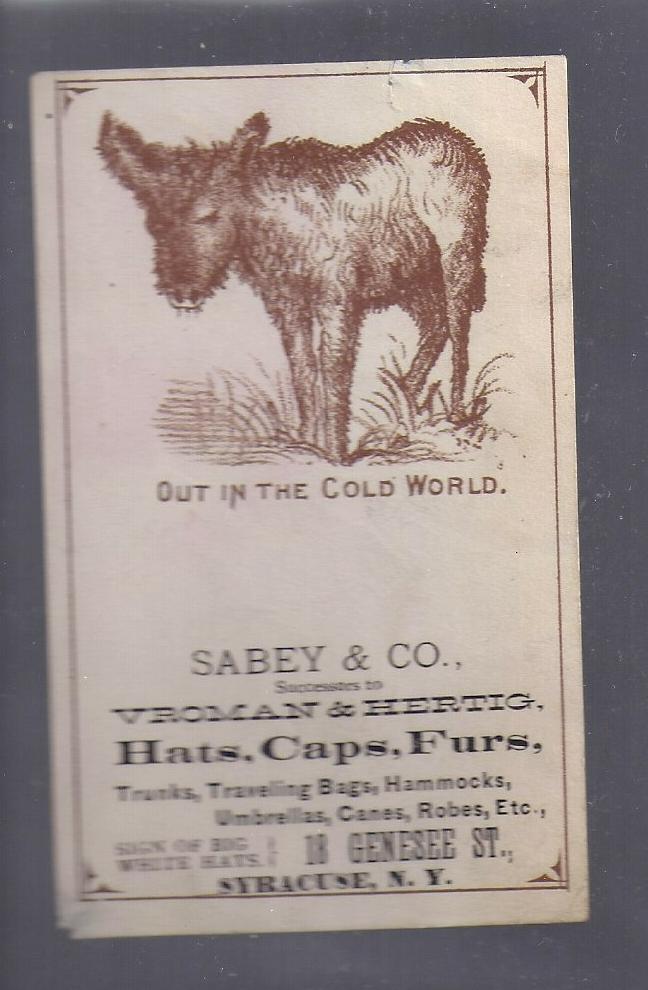 OUT IN THE COLD WORLD.
SABEY & CO.,
Successors to
VROMAN & HERTIG,
Hats, Caps, Furs,
Trunks, Traveling Bags, Hammocks,
Umbrellas, Canes, Robes, Etc.,
SIGN OF BIG
WHITE HATS.
18 GENESEE ST.,
SYRACUSE, N. Y.